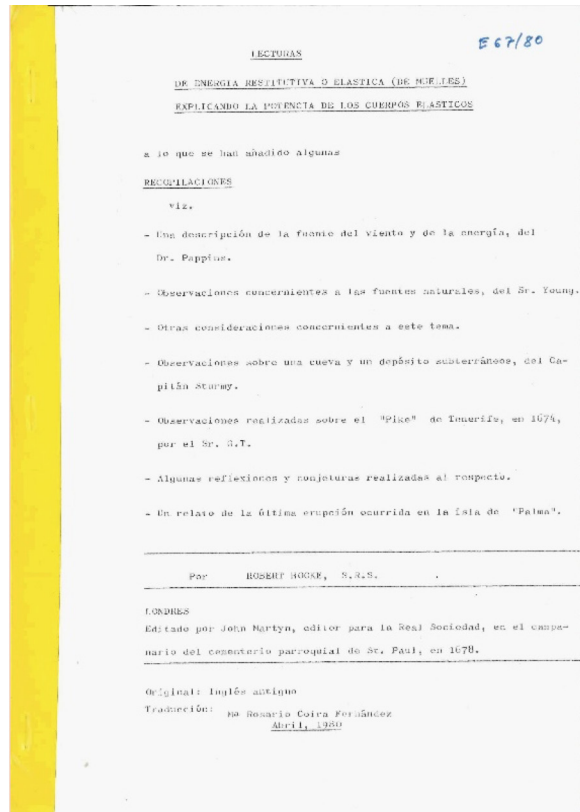 E 67/80
LECTURAS
DE ENERGIA RESTITUTIVA O ELASTICA (DE MUELLES)
EXPLICANDO LA POTENCIA DE LOS CUERPOS ELASTICOS
a lo que se han añadido algunas
RECOPILACIONES
viz.
- Una descripción de la fuente del viento y de la energía, del
Dr. Pappins.
- Observaciones concernientes a las fuentes naturales, del Sr. Young.
- Otras consideraciones concernientes a este tema.
- Observaciones sobre una cueva y un depósito subterráneos, del Ca-
pitán Sturmy.
- Observaciones realizadas sobre el "Pike" de Tenerife, en 1674,
por el Sr. G.T.
- Algunas reflexiones y conjeturas realizadas al respecto.
- Un relato de la última erupción ocurrida en la isla de "Palma".
Por ROBERT HOOKE, S.R.S.
LONDRES
Editado por John Martyn, editor para la Real Sociedad, en el campa-
nario del cementerio parroquial de St. Paul, en 1678.
Original: Inglés antiguo
Traducción: Mª Rosario Coira Fernández
Abril, 1980